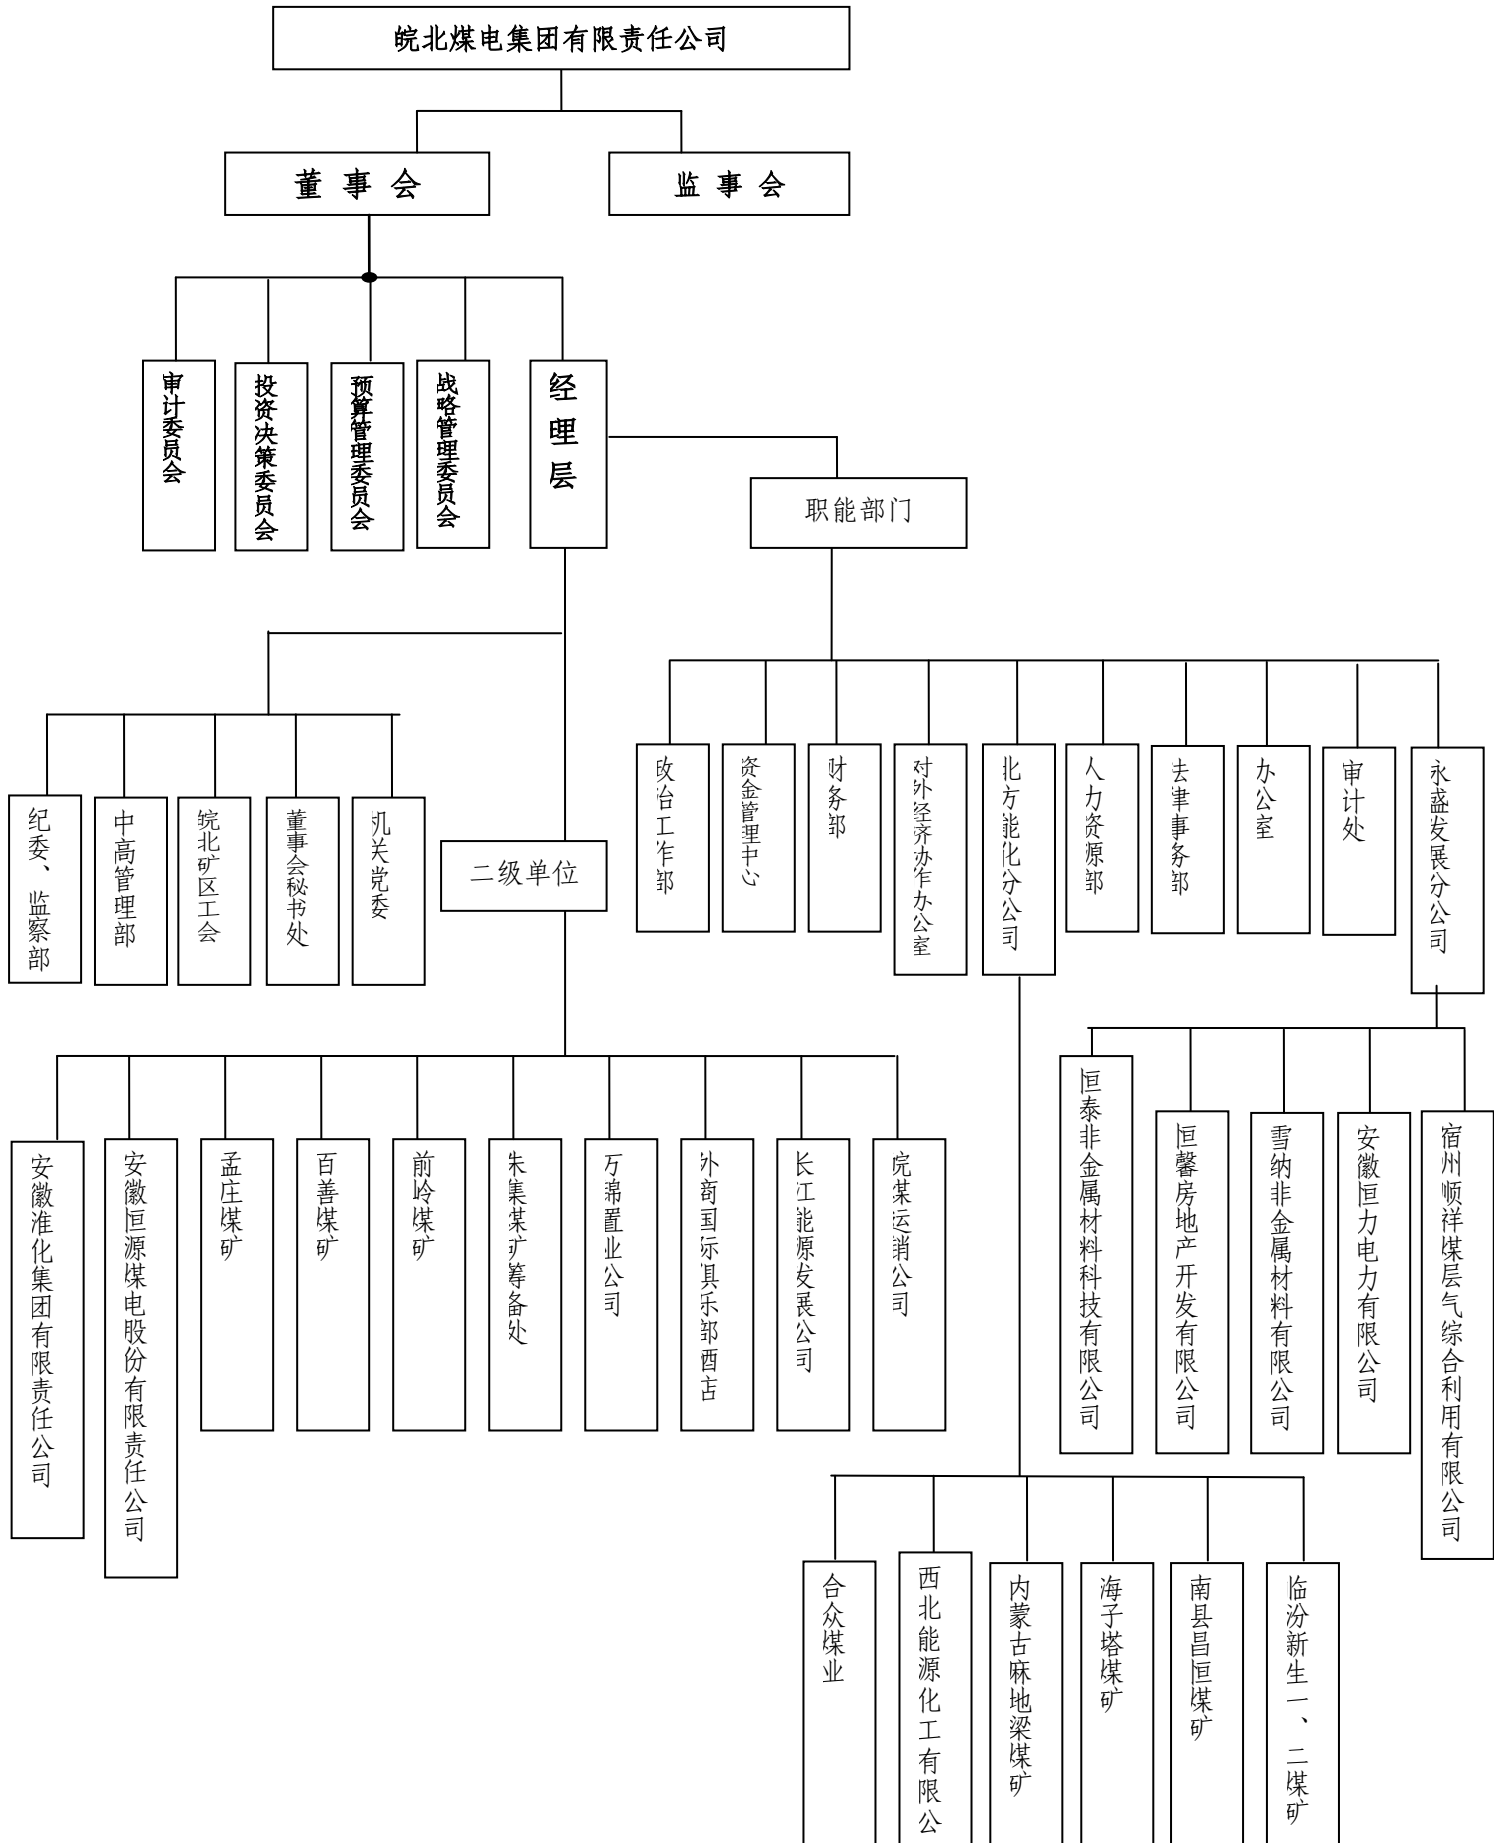 皖北煤电集团有限责任公司
董事会
监事会
审计委员会
投资决策委员会
预算管理委员会
战略管理委员会
经理层
职能部门
纪委、监察部
中高管理部
皖北矿区工会
董事会秘书处
机关党委
二级单位
政治工作部
资金管理中心
财务部
对外经济协作办公室
北方能化分公司
人力资源部
法律事务部
办公室
审计处
永盛发展分公司
安徽淮化集团有限责任公司
安徽恒源煤电股份有限责任公司
孟庄煤矿
百善煤矿
前岭煤矿
朱集煤矿筹备处
万锦置业公司
外商国际俱乐部酒店
长江能源发展公司
皖煤运销公司
恒泰非金属材料科技有限公司
恒馨房地产开发有限公司
雪纳非金属材料有限公司
安徽恒力电力有限公司
宿州顺祥煤层气综合利用有限公司
合众煤业
西北能源化工有限公
内蒙古麻地梁煤矿
海子塔煤矿
南县昌恒煤矿
临汾新生一、二煤矿